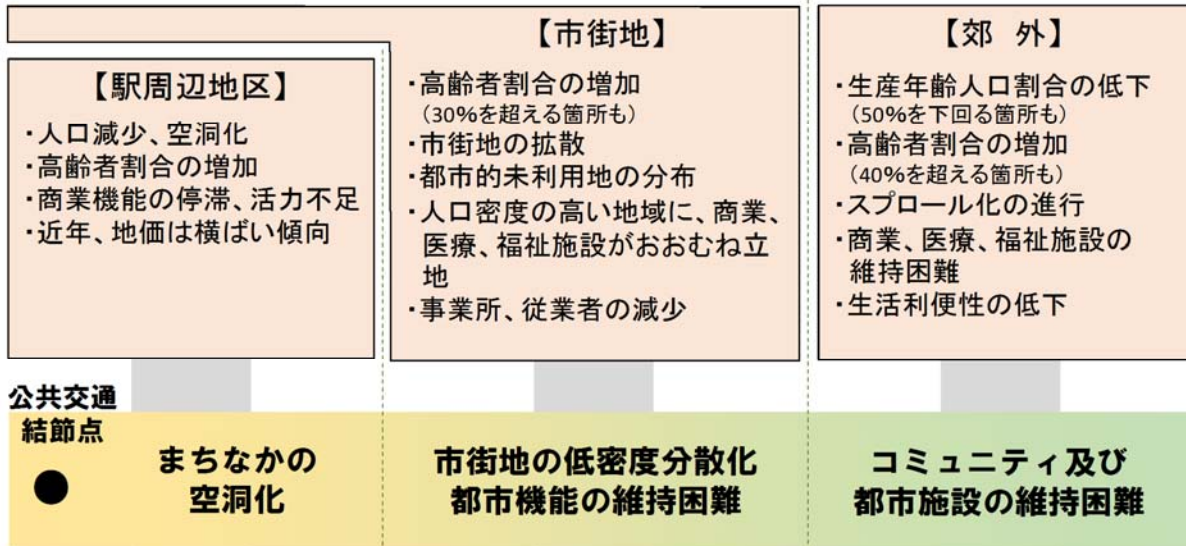 【駅周辺地区】
・人口減少、空洞化
・高齢者割合の増加
・商業機能の停滞、活力不足
・近年、地価は横ばい傾向
【市街地】
・高齢者割合の増加
(30%を超える箇所も)
・市街地の拡散
・都市的未利用地の分布
・人口密度の高い地域に、商業、
医療、福祉施設がおおむね立
地
・事業所、従業者の減少
【郊 外】
・生産年齢人口割合の低下
(50%を下回る箇所も)
・高齢者割合の増加
(40%を超える箇所も)
・スプロール化の進行
・商業、医療、福祉施設の
維持困難
・生活利便性の低下
公共交通
結節点
まちなかの
空洞化
市街地の低密度分散化
都市機能の維持困難
コミュニティ及び
都市施設の維持困難